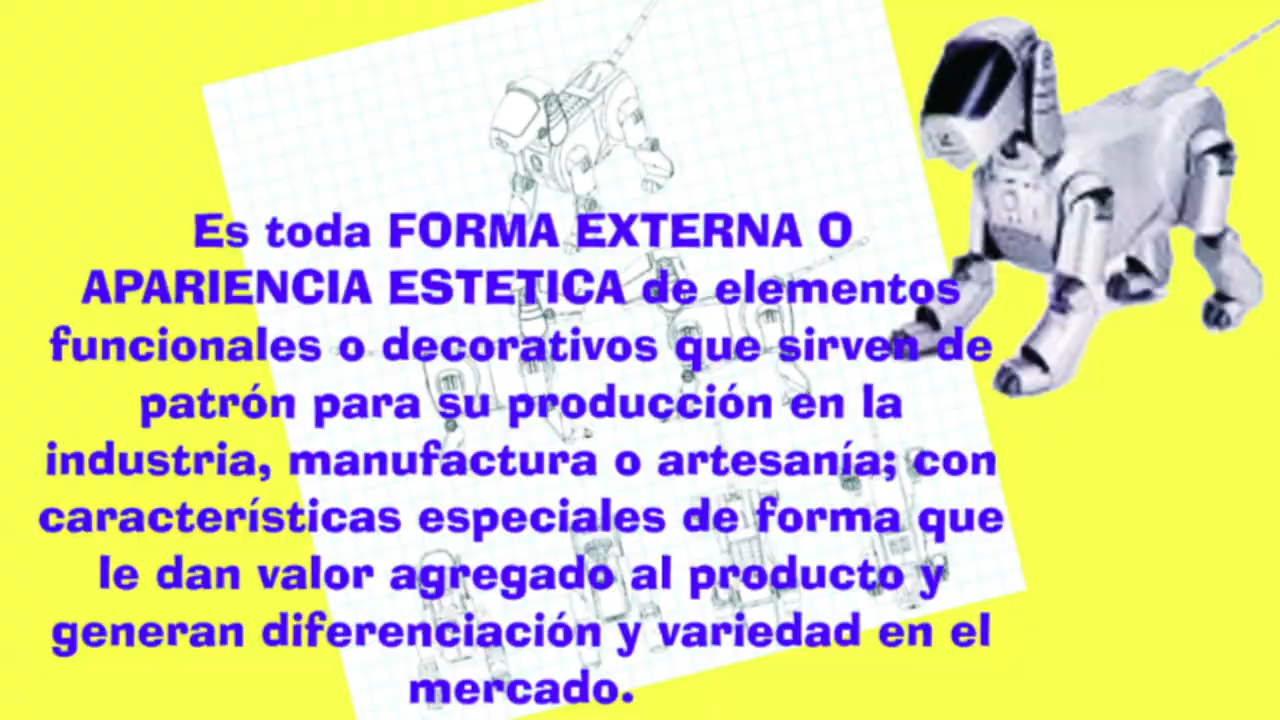 Es toda FORMA EXTERNA O
APARIENCIA ESTETICA de elementos
funcionales o decorativos que sirven de
patrón para su producción en la
industria, manufactura o artesanía; con
características especiales de forma que
le dan valor agregado al producto y
generan diferenciación y variedad en el
mercado.